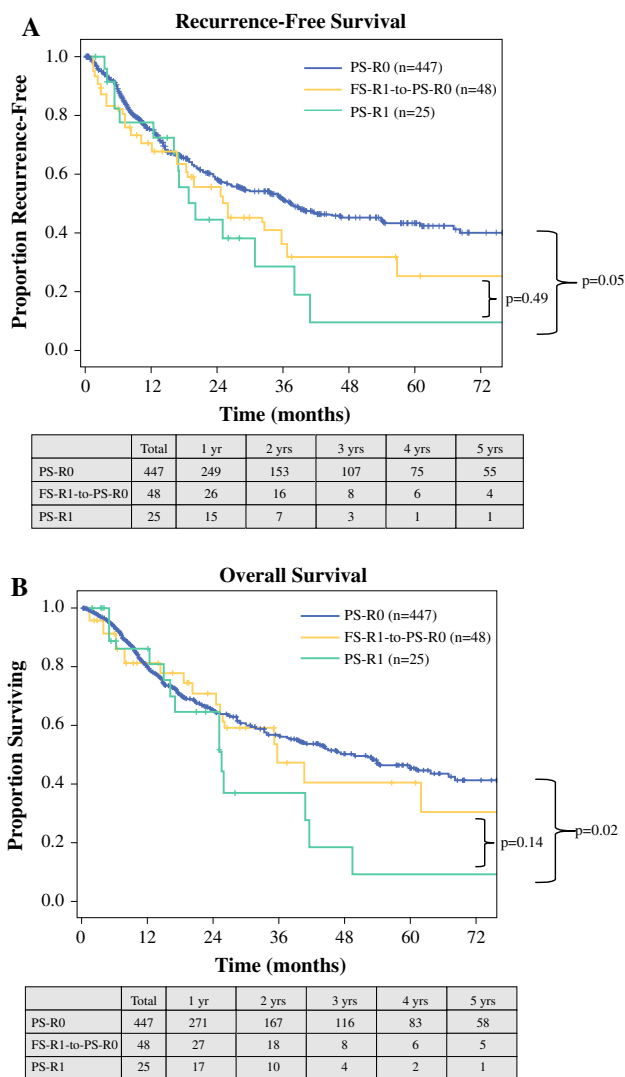 A
Recurrence-Free Survival
PS-R0 (n=447)
FS-R1-to-PS-R0 (n=48)
PS-R1 (n=25)
Proportion Recurrence-Free
1.0
0.8
0.6
0.4
0.2
0.0
p=0.49
p=0.05
0 12 24 36 48 60 72
Time (months)
Total 1 yr 2 yrs 3 yrs 4 yrs 5 yrs
PS-R0 447 249 153 107 75 55
FS-R1-to-PS-R0 48 26 16 8 6 4
PS-R1 25 15 7 3 1 1
B
Overall Survival
PS-R0 (n=447)
FS-R1-to-PS-R0 (n=48)
PS-R1 (n=25)
Proportion Surviving
1.0
0.8
0.6
0.4
0.2
0.0
p=0.14
p=0.02
0 12 24 36 48 60 72
Time (months)
Total 1 yr 2 yrs 3 yrs 4 yrs 5 yrs
PS-R0 447 271 167 116 83 58
FS-R1-to-PS-R0 48 27 18 8 6 5
PS-R1 25 17 10 4 2 1